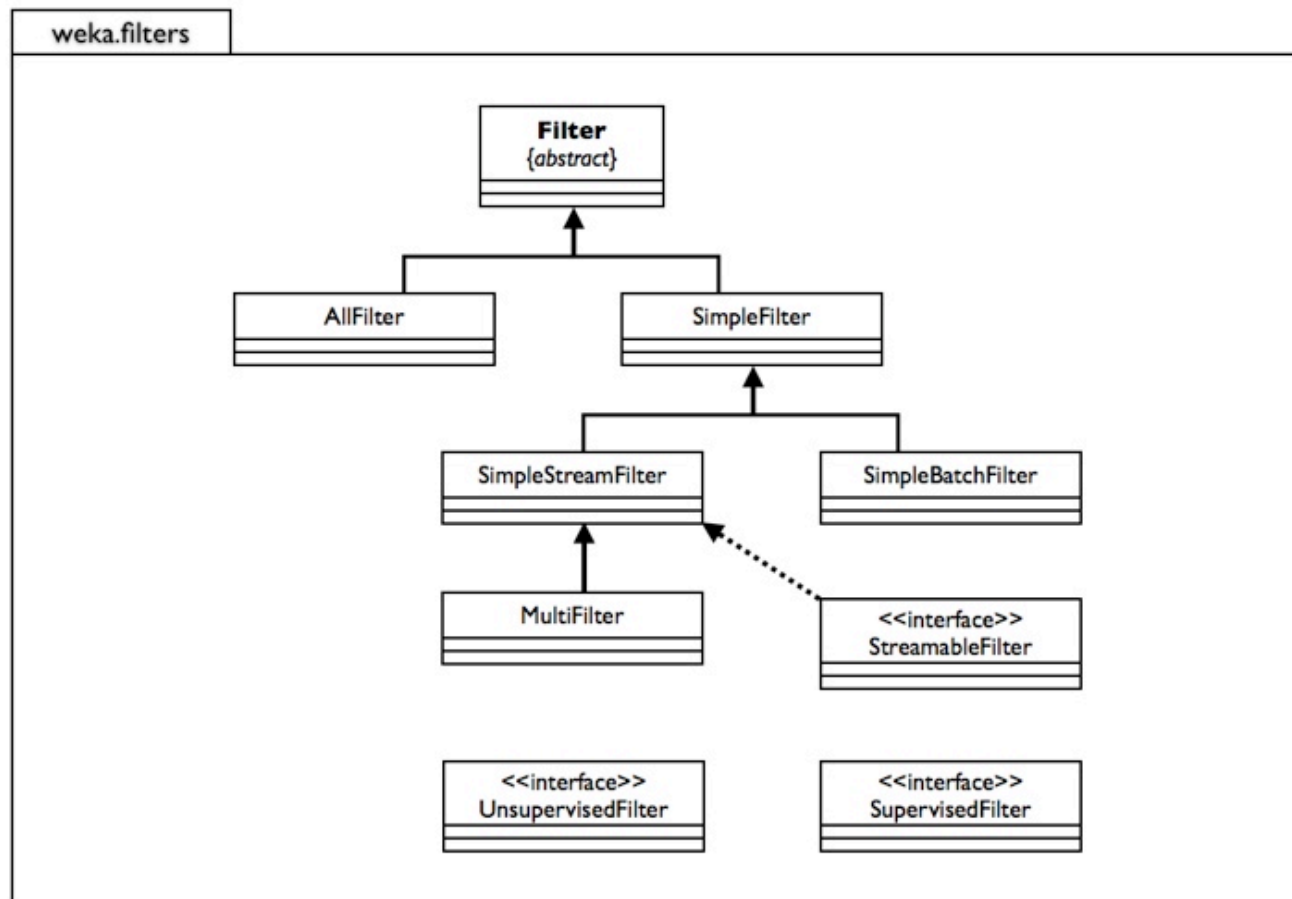 weka.filters
Filter
{abstract}
AllFilter
SimpleFilter
SimpleStreamFilter
SimpleBatchFilter
MultiFilter
<<interface>>
StreamableFilter
<<interface>>
UnsupervisedFilter
<<interface>>
SupervisedFilter